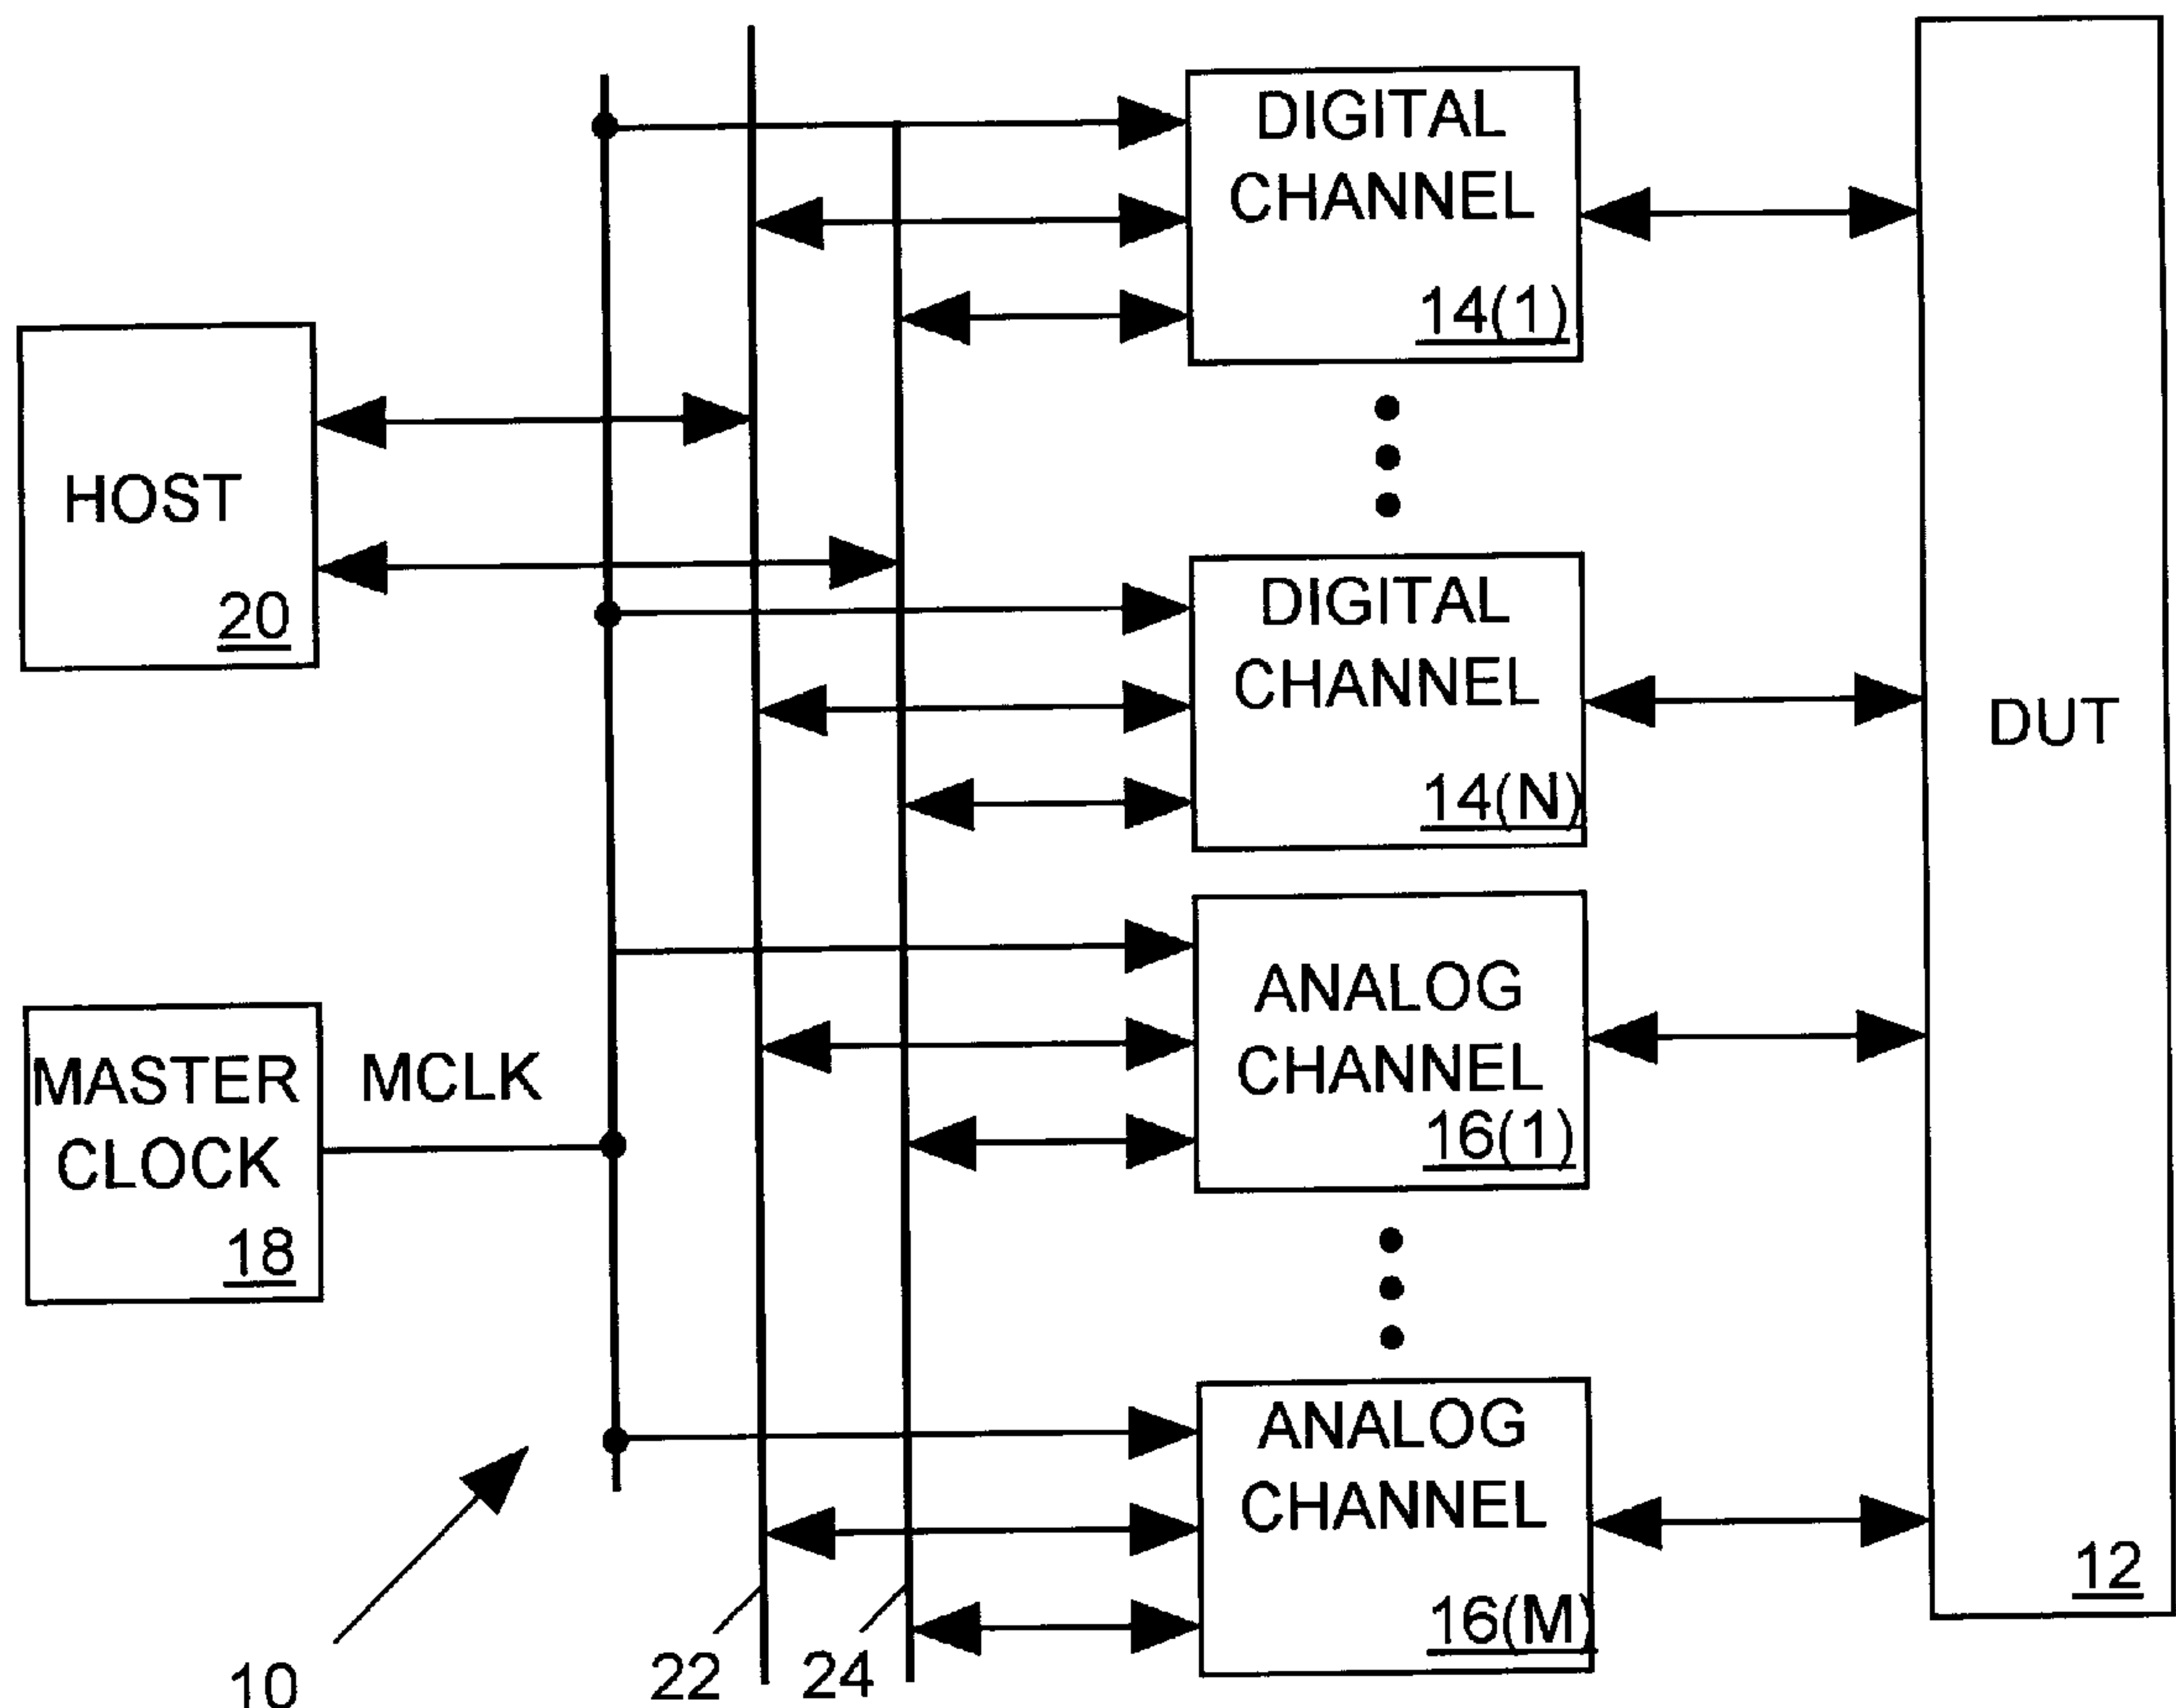 DIGITAL
CHANNEL
14(1)
HOST
20
DIGITAL
CHANNEL
14(N)
DUT
ANALOG
CHANNEL
16(1)
MASTER
CLOCK
18
MCLK
ANALOG
CHANNEL
16(M)
12
10
22
24